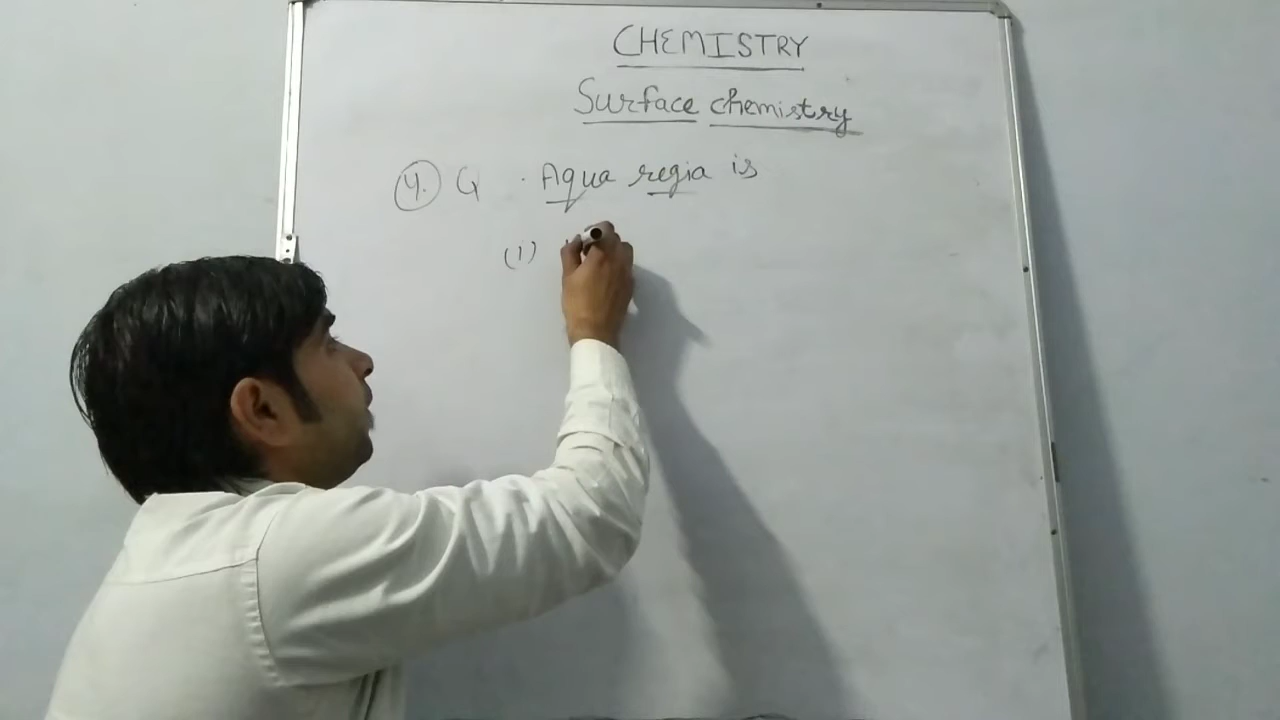 CHEMISTRY
Surface chemistry
4. Q . Aqua regia is
(1)